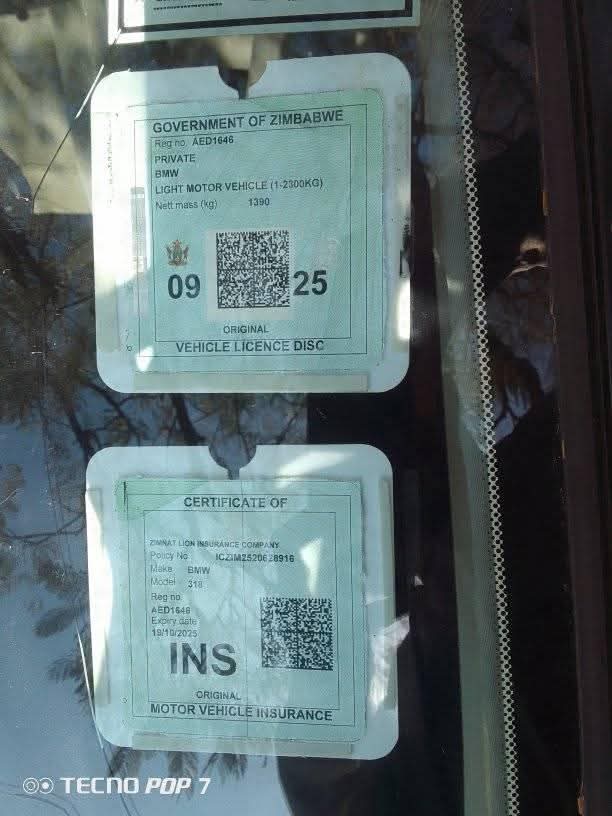 GOVERNMENT OF ZIMBABWE
Reg no. AED1646
PRIVATE
BMW
LIGHT MOTOR VEHICLE (1-2300KG)
Nett mass (kg) 1390
09 25
ORIGINAL
VEHICLE LICENCE DISC
CERTIFICATE OF
ZIMNAT LION INSURANCE COMPANY
Policy No. ICZIM2520628916
Make BMW
Model 318
Reg no.
AED1646
Expiry date
19/10/2025
INS
ORIGINAL
MOTOR VEHICLE INSURANCE
TECNO POP 7